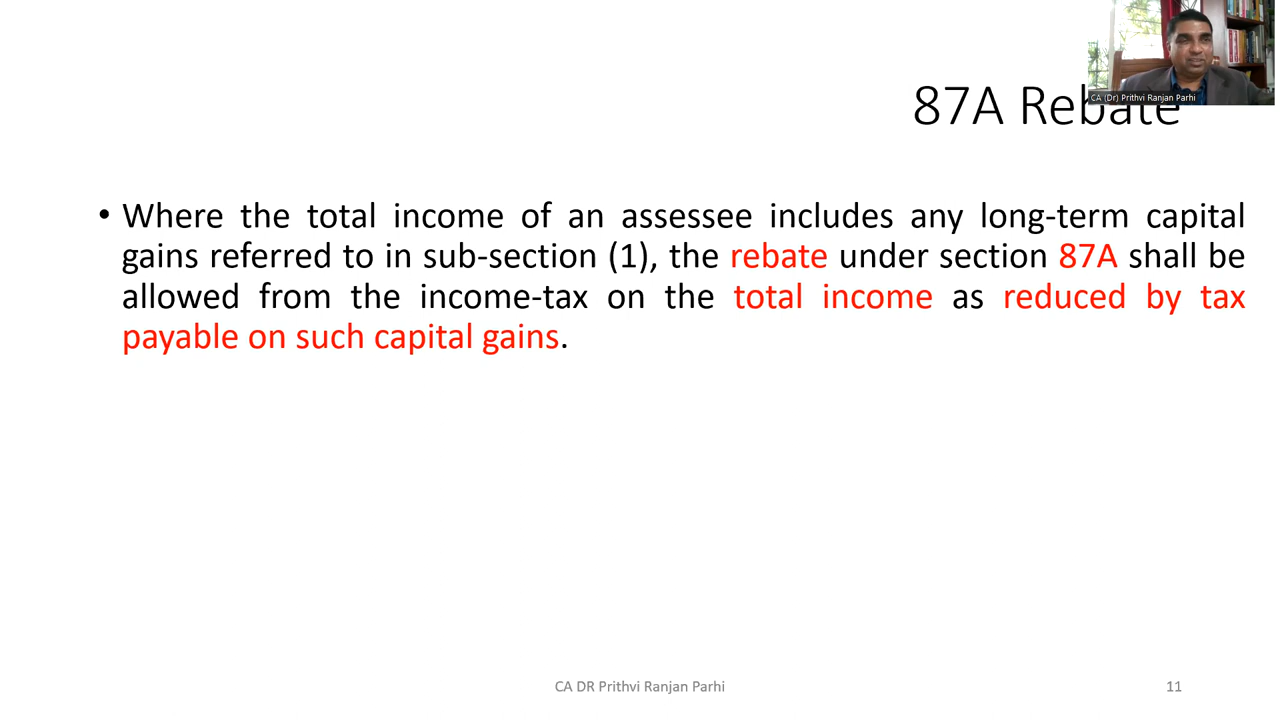 CA (Dr) Prithvi Ranjan Parhi
87A Rebate
• Where the total income of an assessee includes any long-term capital
gains referred to in sub-section (1), the rebate under section 87A shall be
allowed from the income-tax on the total income as reduced by tax
payable on such capital gains.
CA DR Prithvi Ranjan Parhi
11